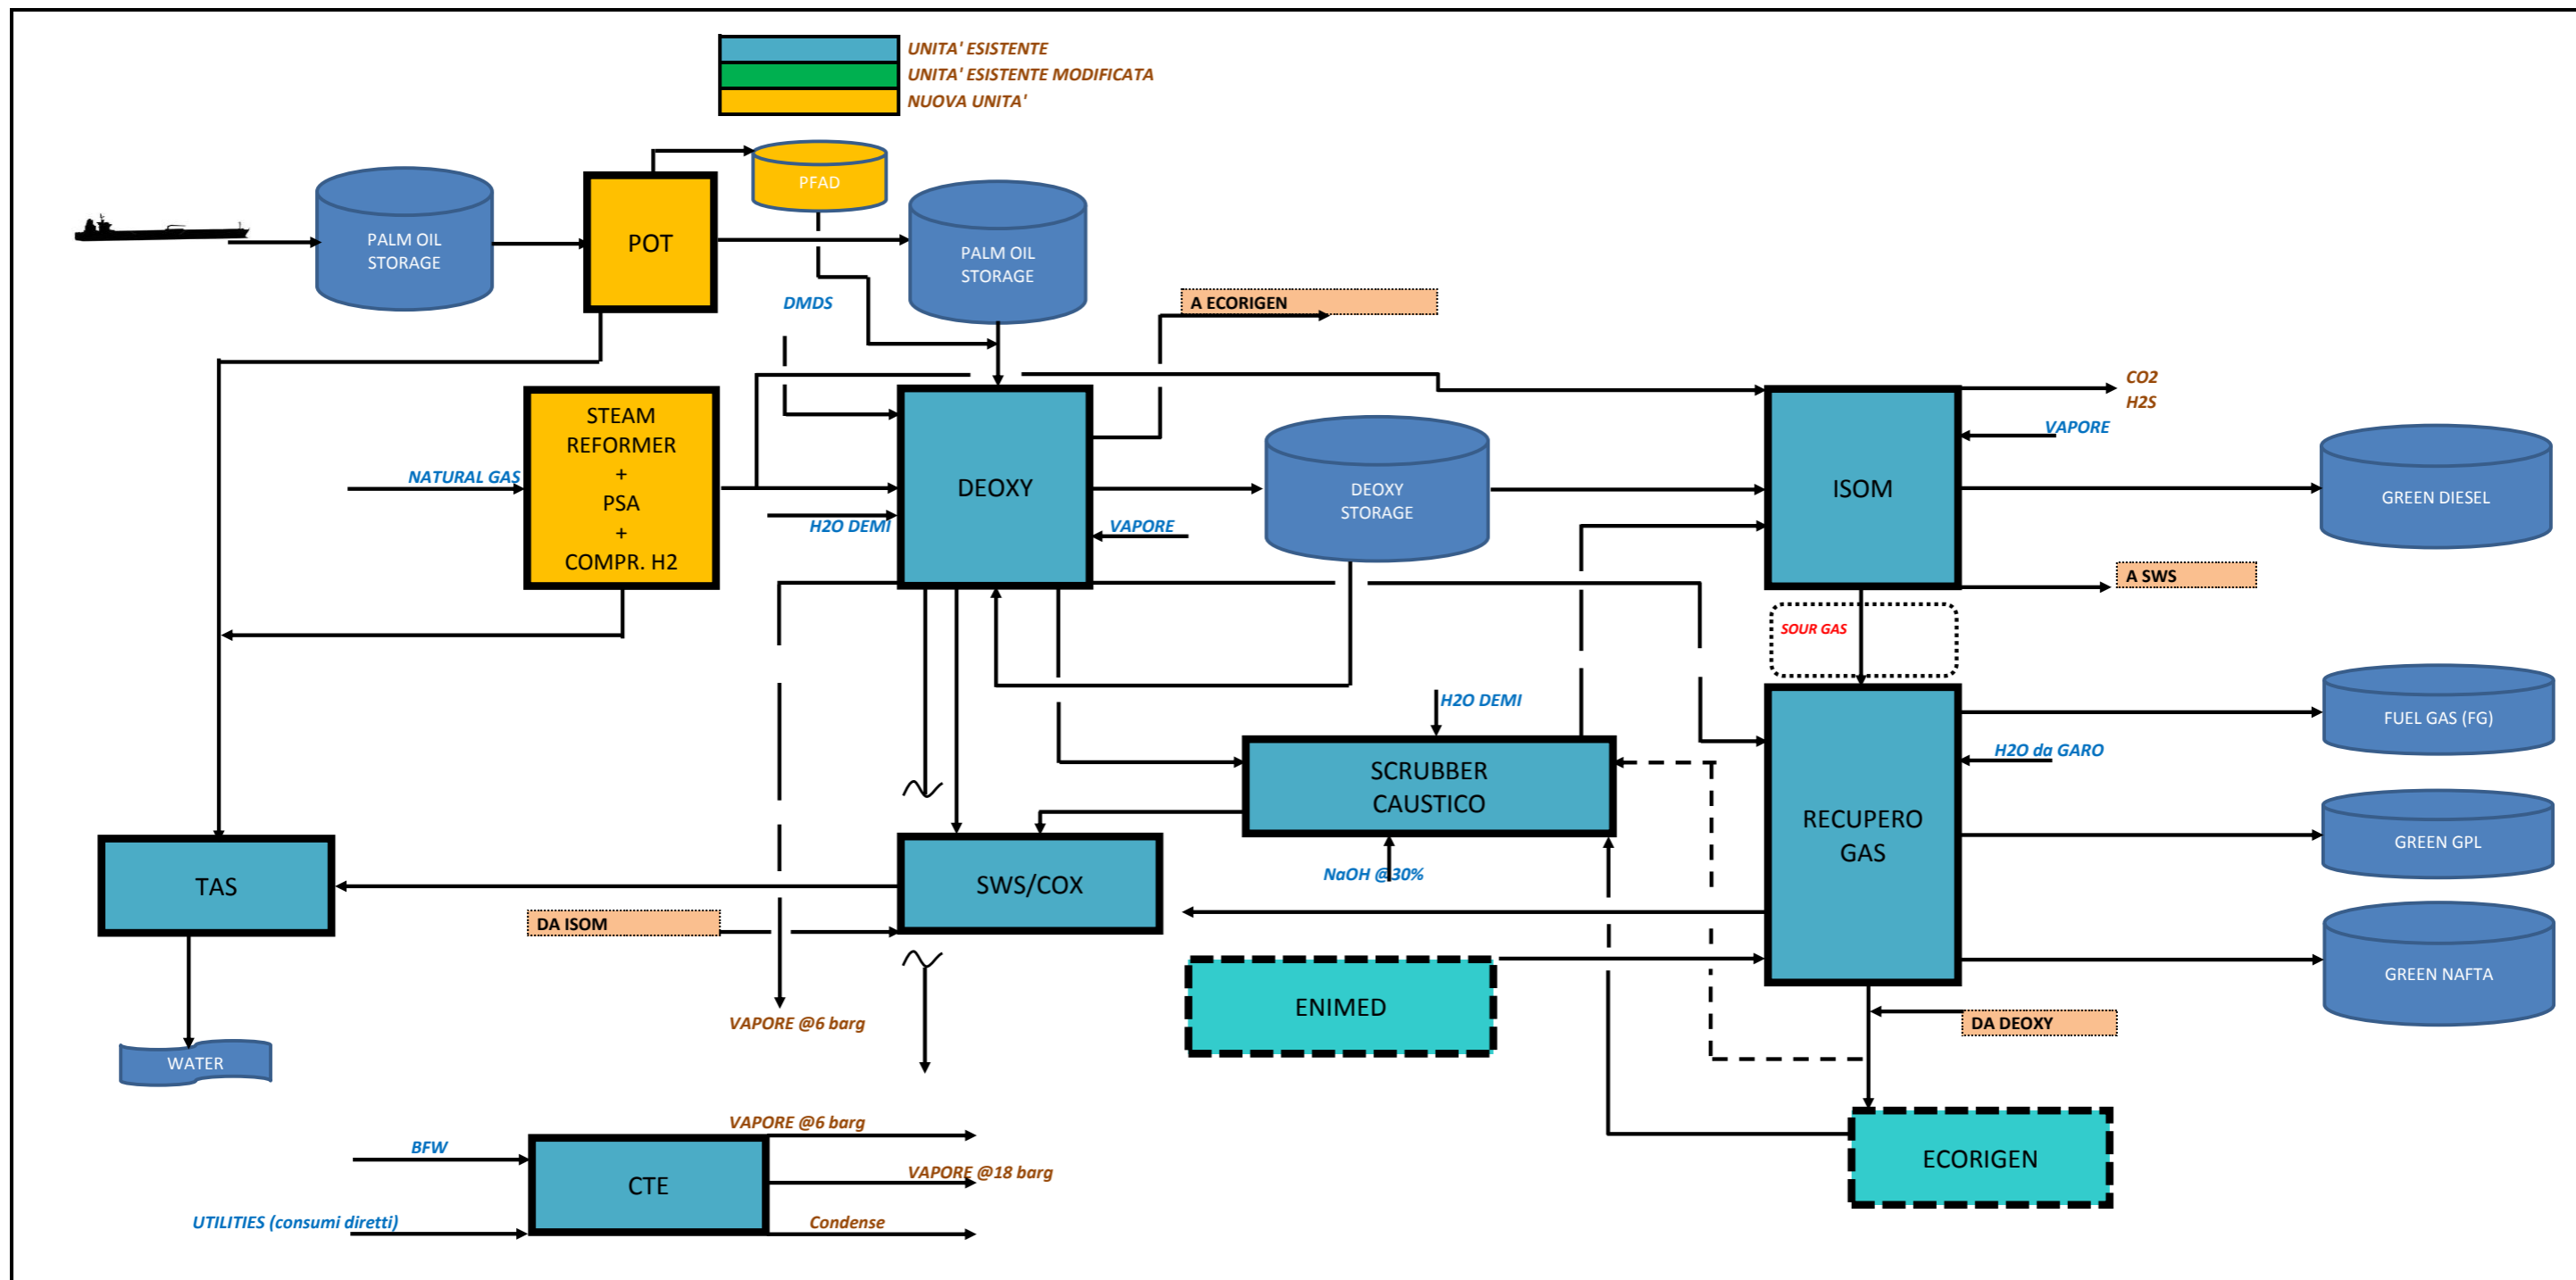 UNITA' ESISTENTE
UNITA' ESISTENTE MODIFICATA
NUOVA UNITA'
PFAD
PALM OIL
STORAGE
POT
PALM OIL
STORAGE
DMDS
A ECORIGEN
STEAM
REFORMER
+
PSA
+
COMPR. H2
NATURAL GAS
H2O DEMI
DEOXY
VAPORE
DEOXY
STORAGE
ISOM
CO2
H2S
VAPORE
GREEN DIESEL
A SWS
SOUR GAS
H2O DEMI
SCRUBBER
CAUSTICO
NaOH @30%
RECUPERO
GAS
FUEL GAS (FG)
H2O da GARO
GREEN GPL
GREEN NAFTA
TAS
SWS/COX
DA ISOM
ENIMED
DA DEOXY
VAPORE @6 barg
WATER
ECORIGEN
VAPORE @6 barg
BFW
VAPORE @18 barg
CTE
UTILITIES (consumi diretti)
Condense